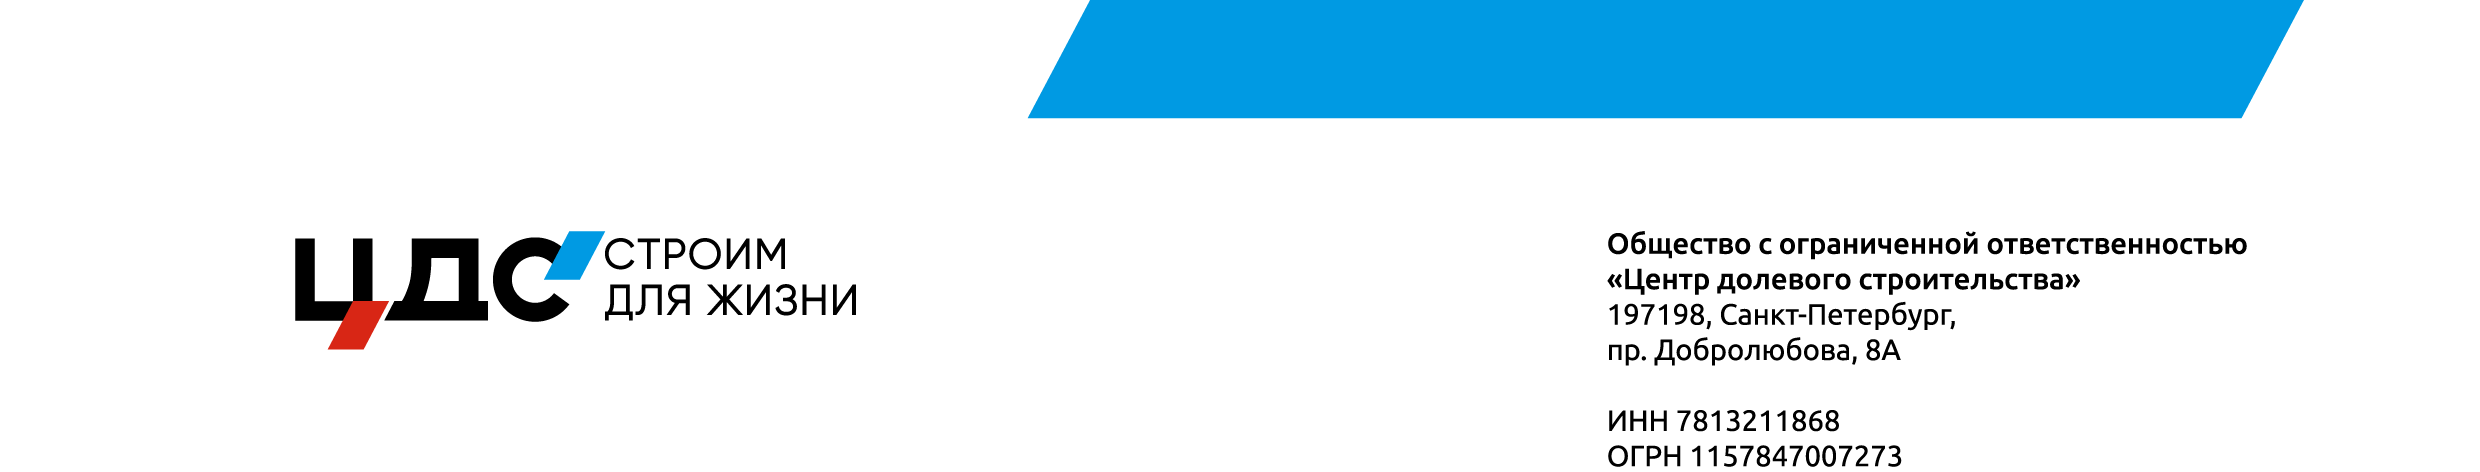 ЦДС
СТРОИМ
ДЛЯ ЖИЗНИ
Общество с ограниченной ответственностью
«Центр долевого строительства»
197198, Санкт-Петербург,
пр. Добролюбова, 8А
ИНН 7813211868
ОГРН 1157847007273